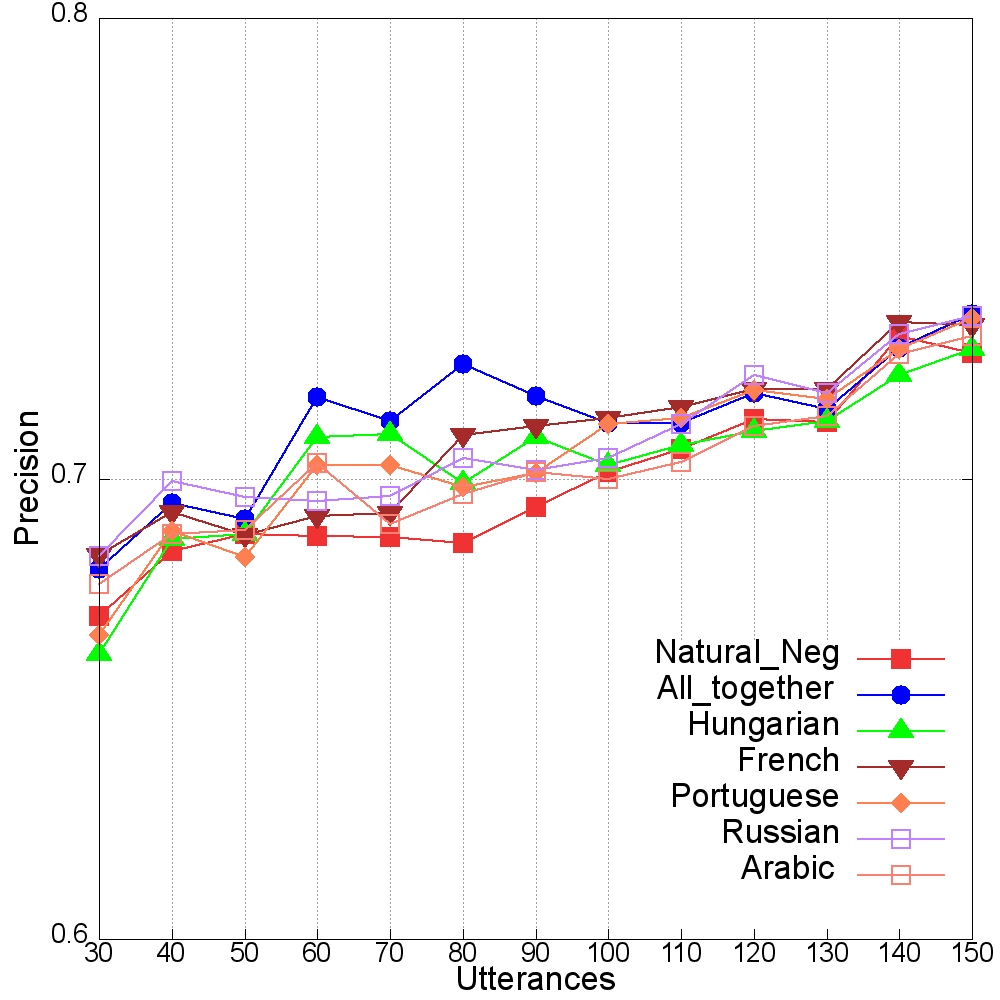 0.8
0.7
0.6
Precision
30 40 50 60 70 80 90 100 110 120 130 140 150
Utterances
Natural_Neg
All_together
Hungarian
French
Portuguese
Russian
Arabic